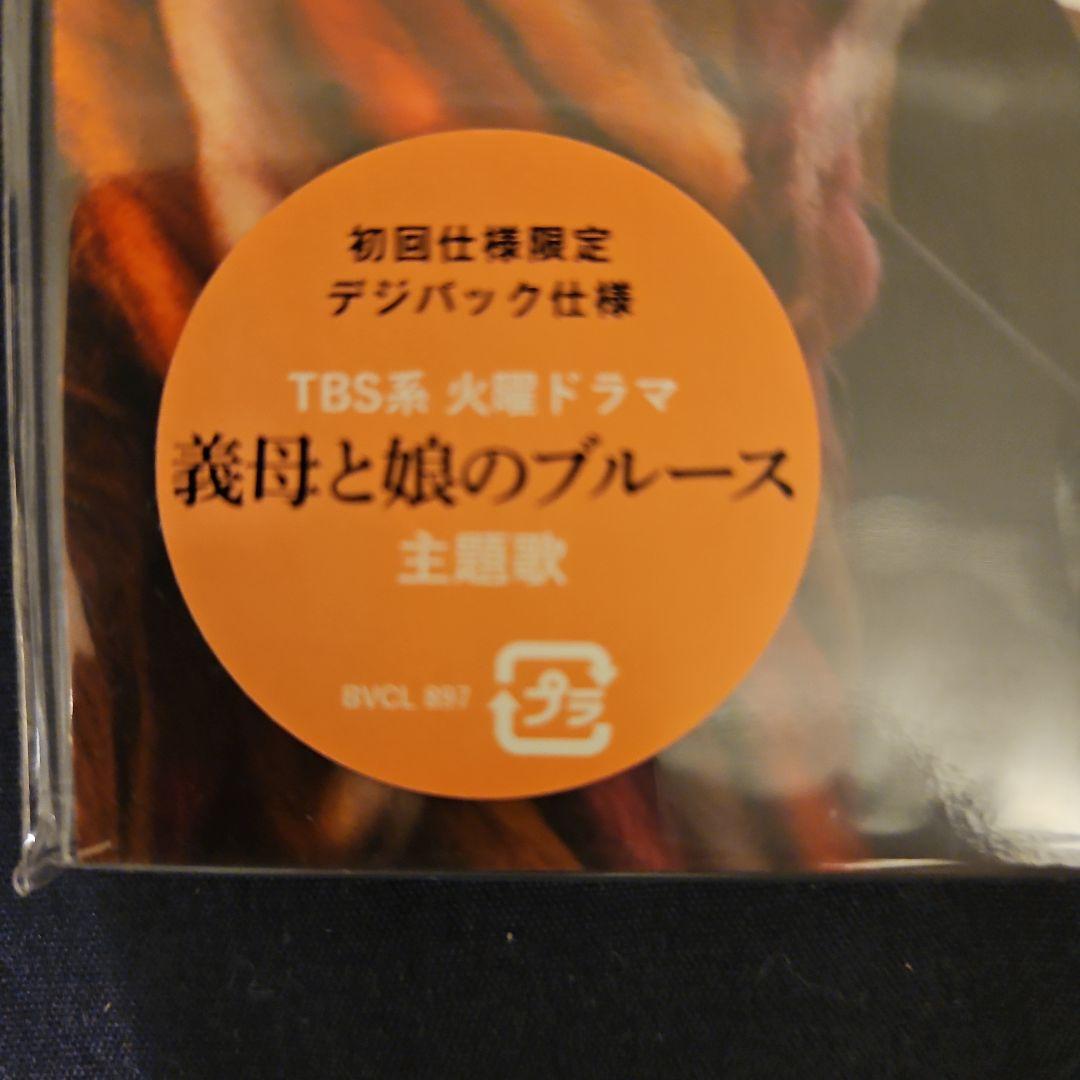 初回仕様限定
デジパック仕様
TBS系 火曜ドラマ
義母と娘のブルース
主題歌
BVCL 897
プラ